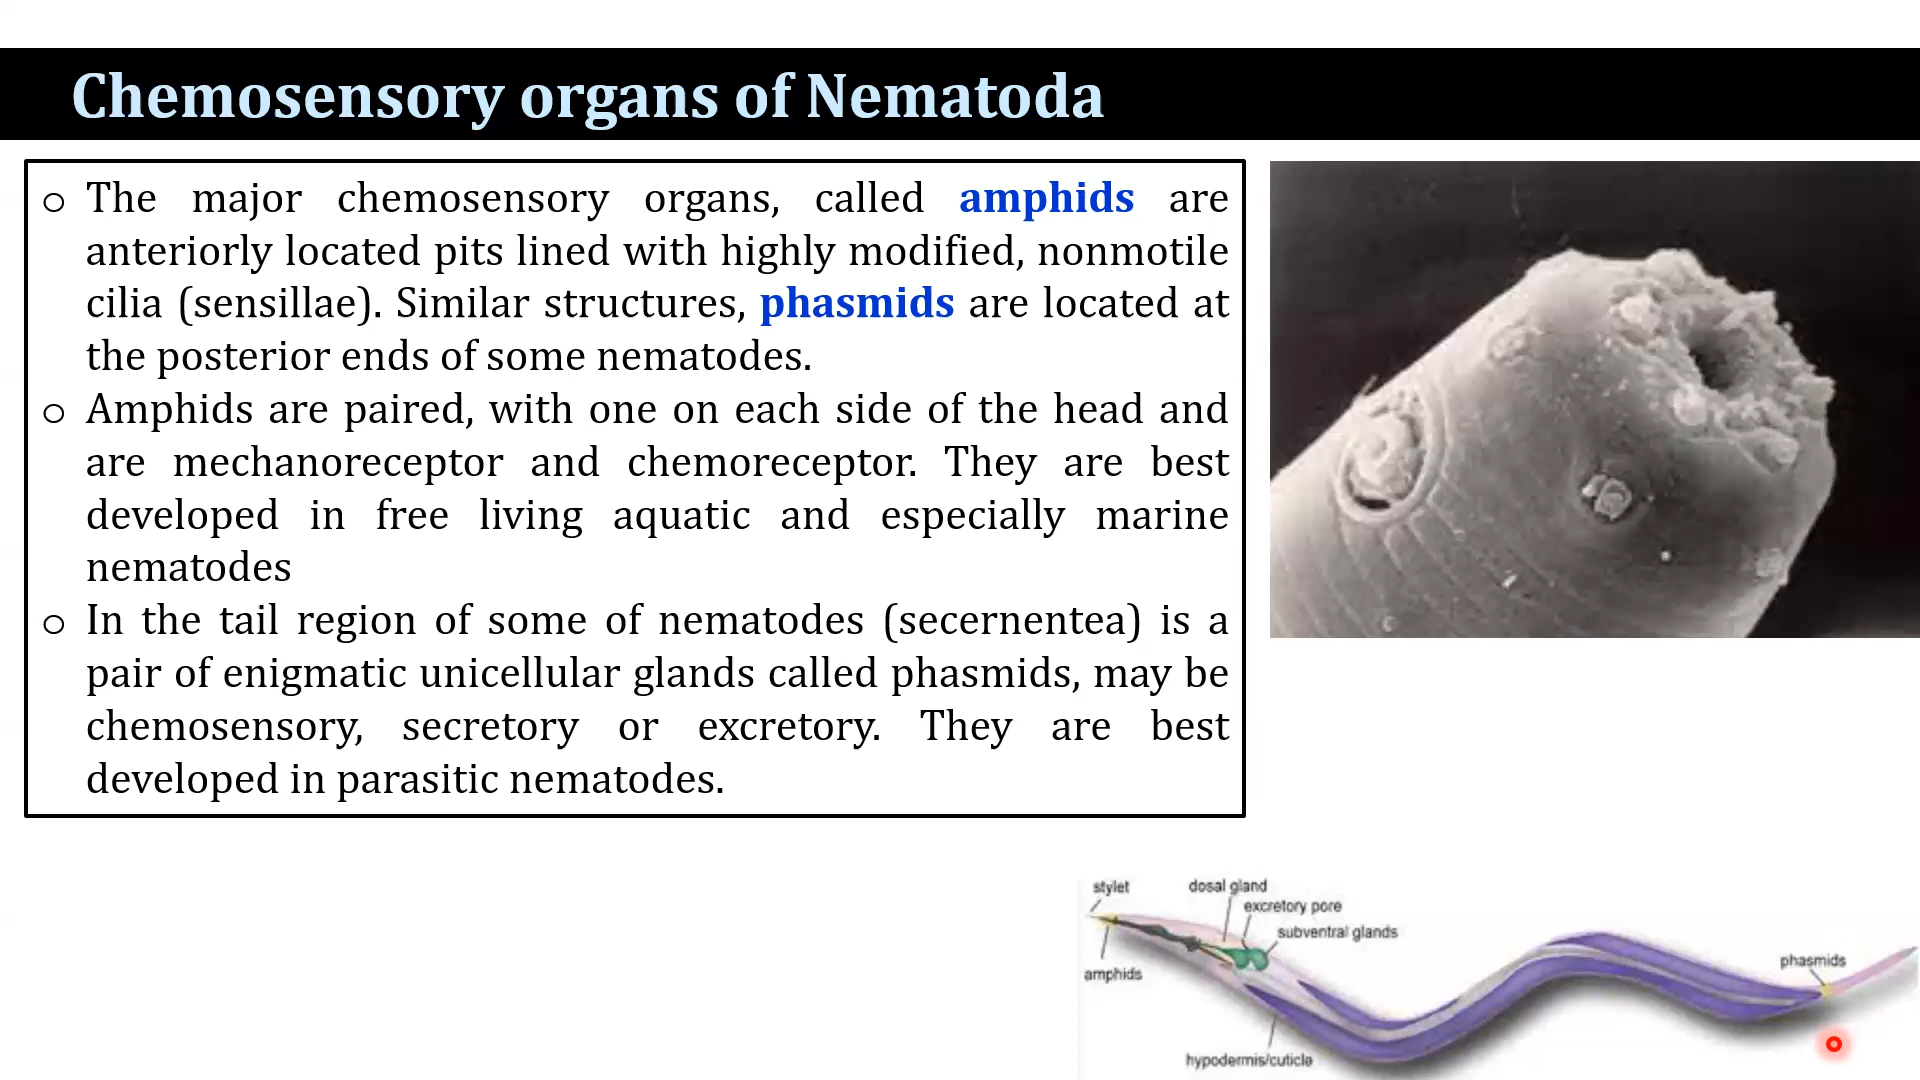 Chemosensory organs of Nematoda
o The major chemosensory organs, called amphids are
anteriorly located pits lined with highly modified, nonmotile
cilia (sensillae). Similar structures, phasmids are located at
the posterior ends of some nematodes.
o Amphids are paired, with one on each side of the head and
are mechanoreceptor and chemoreceptor. They are best
developed in free living aquatic and especially marine
nematodes
o In the tail region of some of nematodes (secernentea) is a
pair of enigmatic unicellular glands called phasmids, may be
chemosensory, secretory or excretory. They are best
developed in parasitic nematodes.
stylet
dosal gland
excretory pore
subventral glands
amphids
phasmids
hypodermis/cuticle